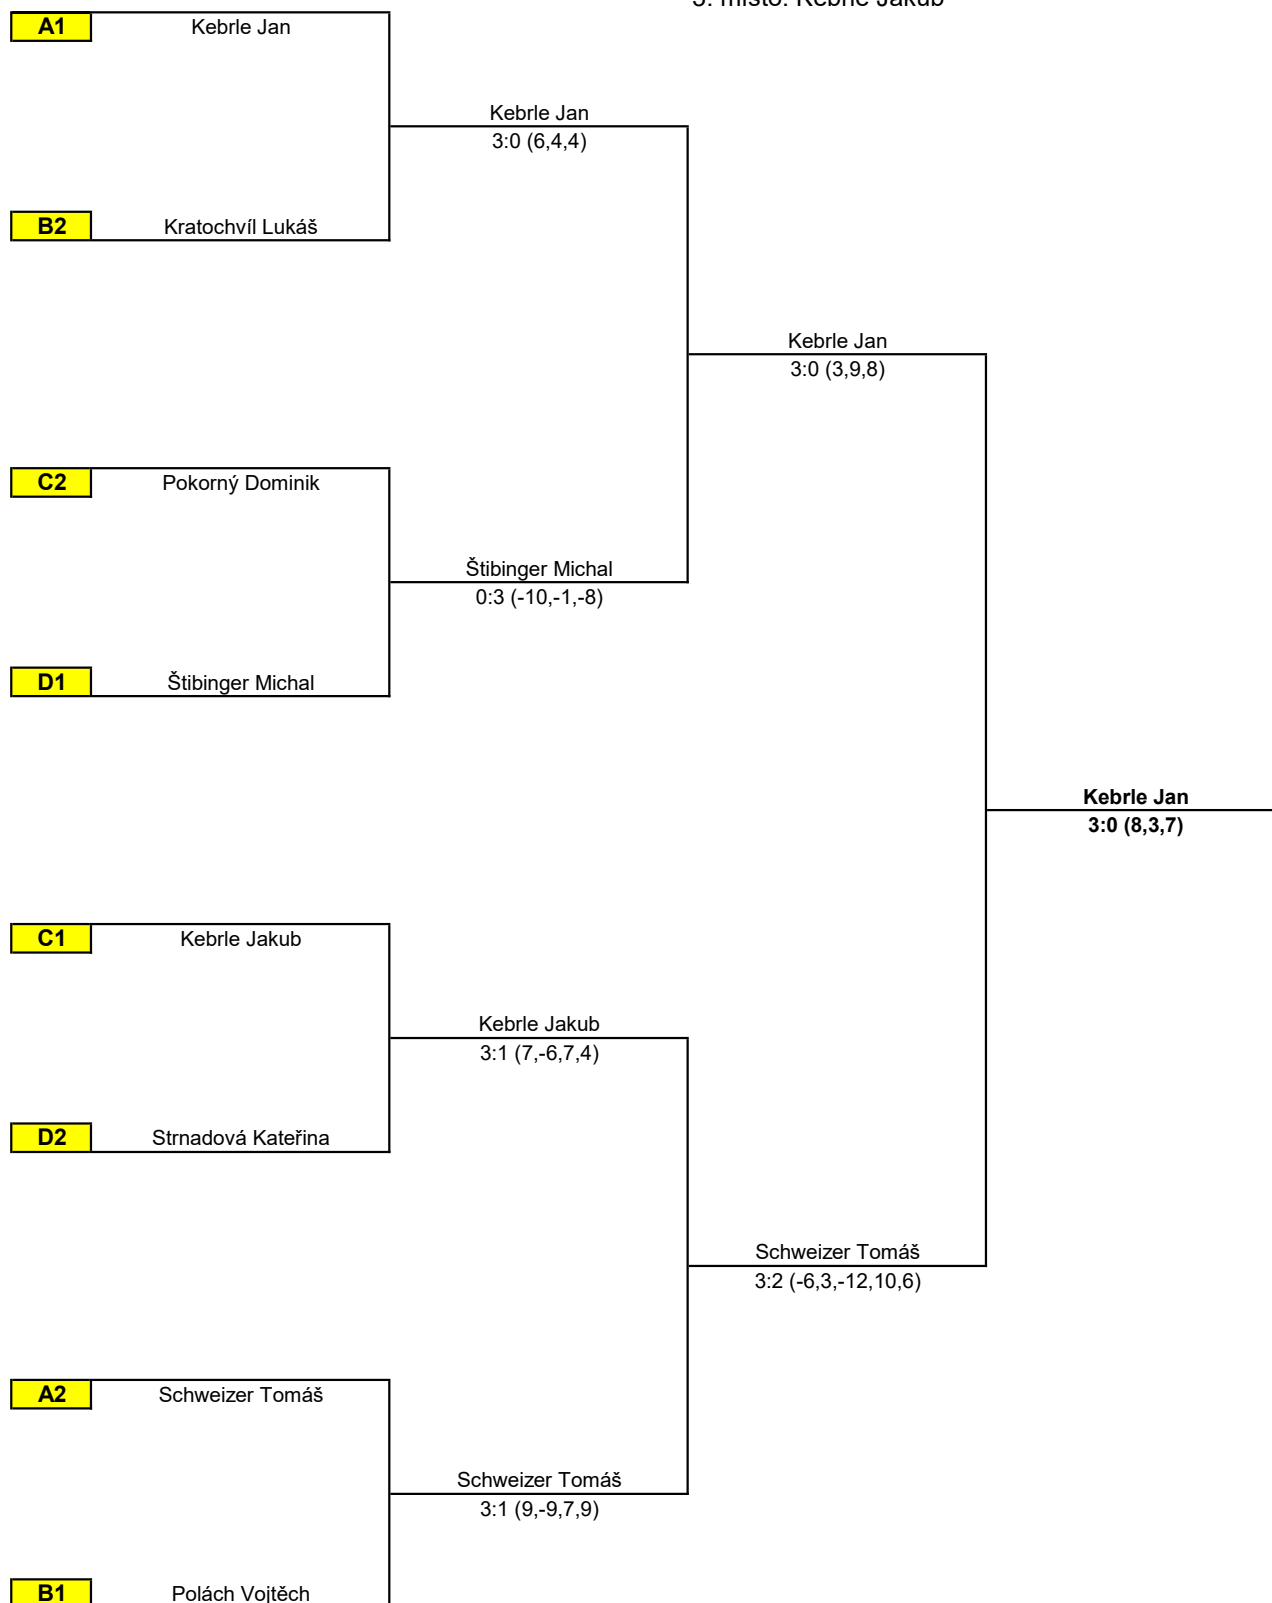 místo: Kebrle Jakub
A1 Kebrle Jan
Kebrle Jan
3:0 (6,4,4)
B2 Kratochvíl Lukáš
Kebrle Jan
3:0 (3,9,8)
C2 Pokorný Dominik
Štibinger Michal
0:3 (-10,-1,-8)
D1 Štibinger Michal
Kebrle Jan
3:0 (8,3,7)
C1 Kebrle Jakub
Kebrle Jakub
3:1 (7,-6,7,4)
D2 Strnadová Kateřina
Schweizer Tomáš
3:2 (-6,3,-12,10,6)
A2 Schweizer Tomáš
Schweizer Tomáš
3:1 (9,-9,7,9)
B1 Polách Vojtěch